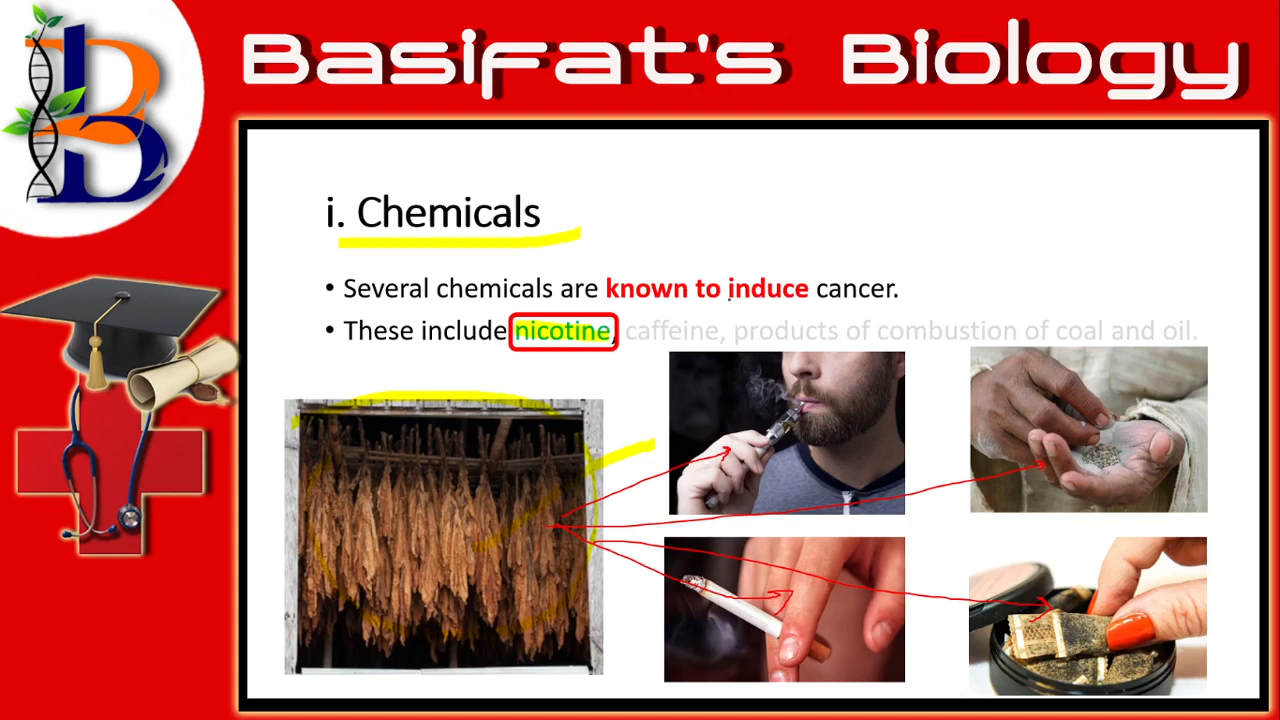 Basifat's Biology
i. Chemicals
• Several chemicals are known to induce cancer.
• These include nicotine, caffeine, products of combustion of coal and oil.